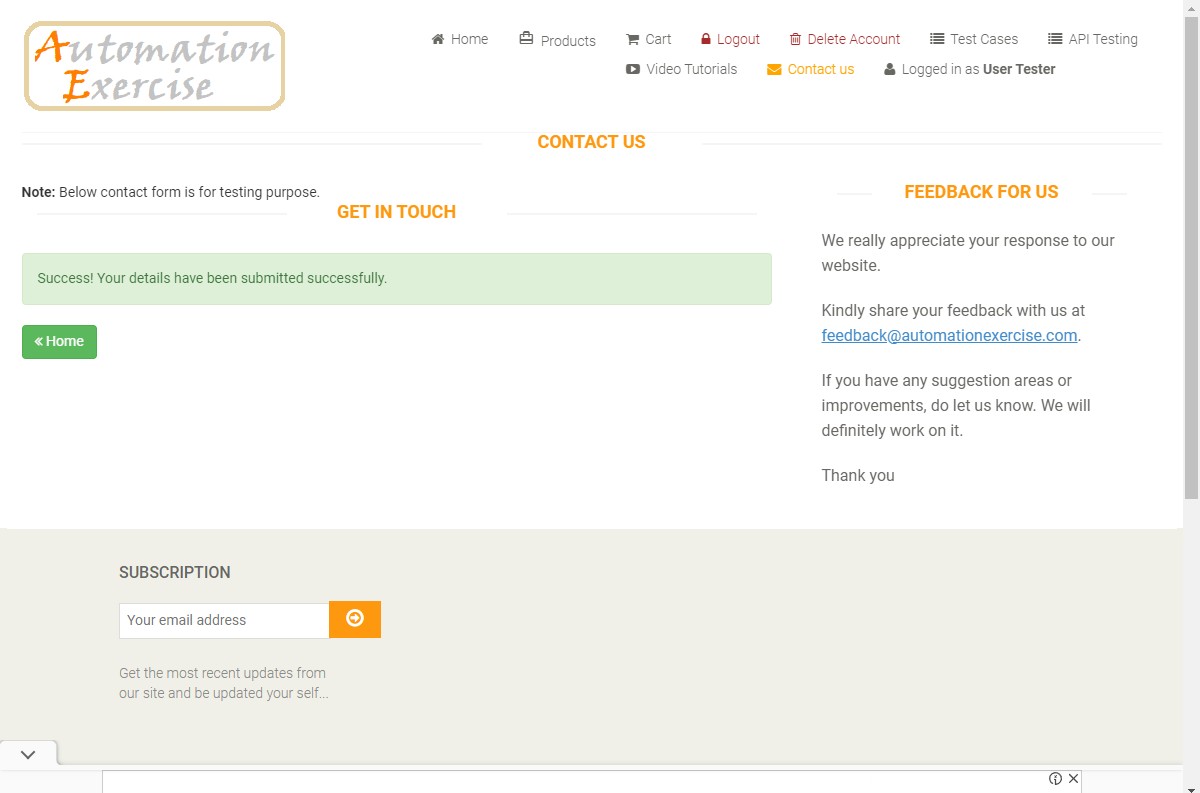 Automation
Exercise
Home
Products
Cart
Logout
Delete Account
Test Cases
API Testing
Video Tutorials
Contact us
Logged in as User Tester
CONTACT US
Note: Below contact form is for testing purpose.
GET IN TOUCH
Success! Your details have been submitted successfully.
« Home
FEEDBACK FOR US
We really appreciate your response to our
website.
Kindly share your feedback with us at
feedback@automationexercise.com.
If you have any suggestion areas or
improvements, do let us know. We will
definitely work on it.
Thank you
SUBSCRIPTION
Your email address
Get the most recent updates from
our site and be updated your self...